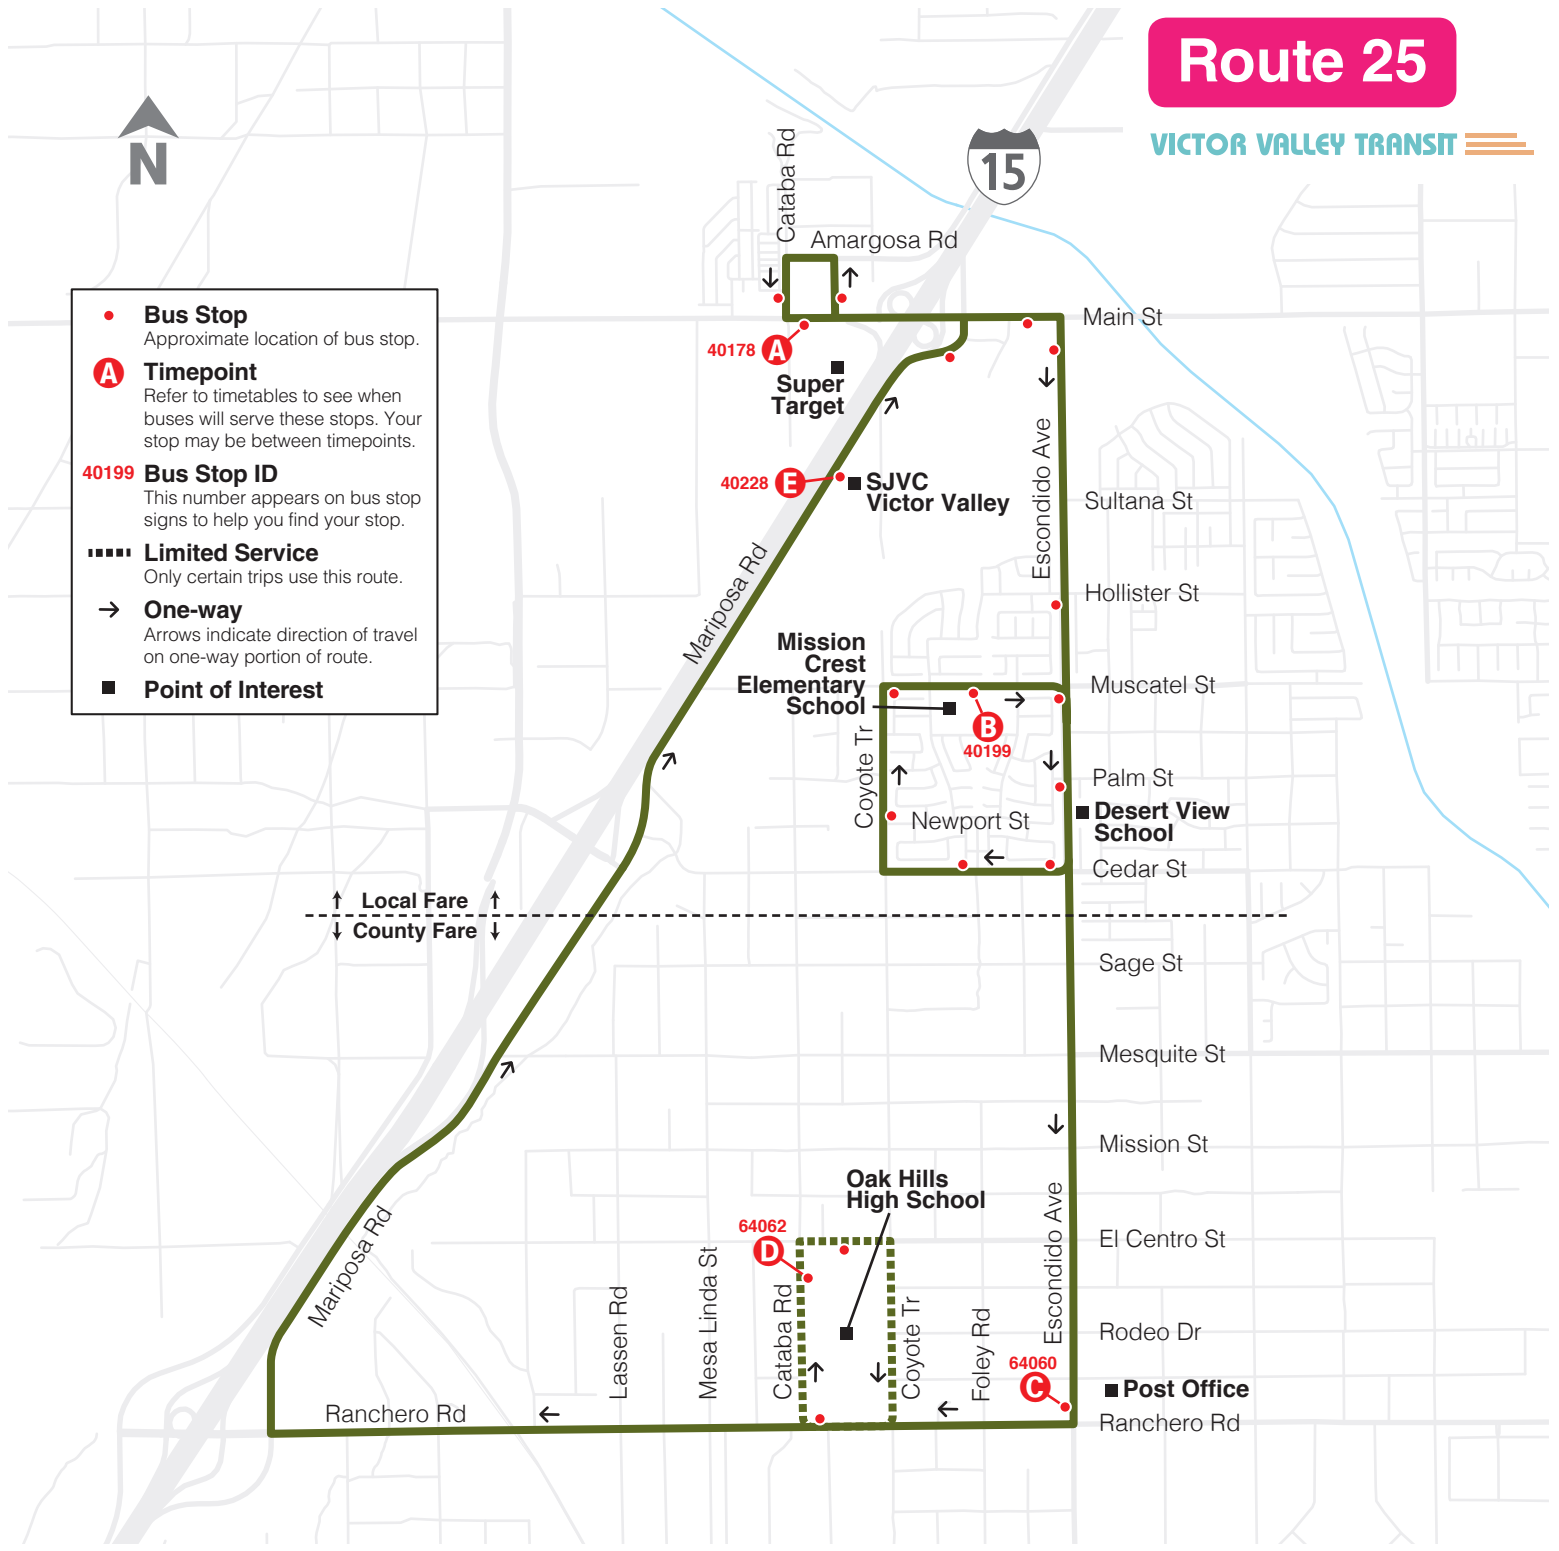 Route 25
VICTOR VALLEY TRANSIT
N
15
Cataba Rd
Amargosa Rd
Main St
Bus Stop
Approximate location of bus stop.
A
Timepoint
Refer to timetables to see when
buses will serve these stops. Your
stop may be between timepoints.
40199
Bus Stop ID
This number appears on bus stop
signs to help you find your stop.
Limited Service
Only certain trips use this route.
One-way
Arrows indicate direction of travel
on one-way portion of route.
Point of Interest
40178
A
Super
Target
40228
E
SJVC
Victor Valley
Escondido Ave
Sultana St
Mariposa Rd
Hollister St
Mission
Crest
Elementary
School
Muscatel St
B
40199
Coyote Tr
Palm St
Newport St
Desert View
School
Cedar St
Local Fare
County Fare
Sage St
Mesquite St
Mission St
Oak Hills
High School
Escondido Ave
64062
D
El Centro St
Mariposa Rd
Lassen Rd
Mesa Linda St
Cataba Rd
Coyote Tr
Foley Rd
Rodeo Dr
64060
C
Post Office
Ranchero Rd
Ranchero Rd